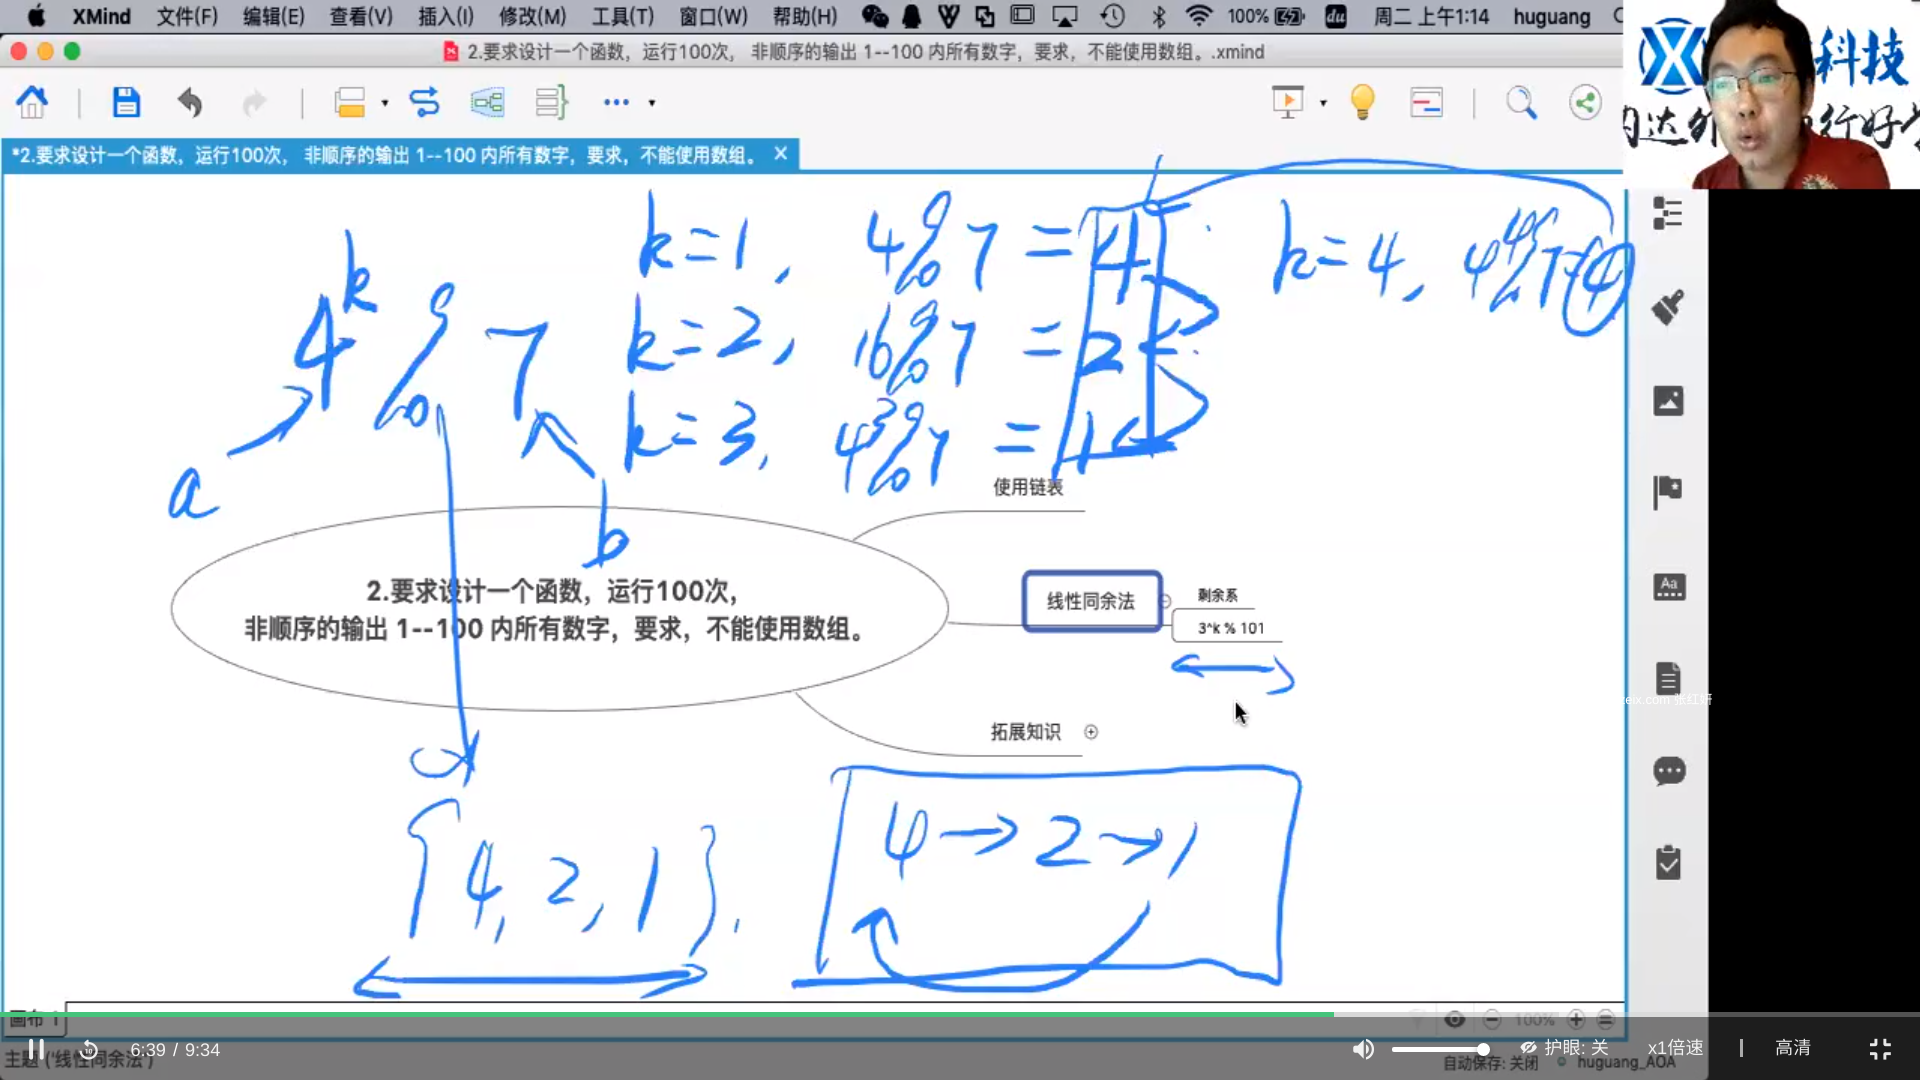 XMind 文件(F) 编辑(E) 查看(V) 插入(I) 修改(M) 工具(T) 窗口(W) 帮助(H) 100% du 周二 上午1:14 huguang
2.要求设计一个函数，运行100次， 非顺序的输出 1--100 内所有数字，要求，不能使用数组。.xmind
科技
*2.要求设计一个函数，运行100次， 非顺序的输出 1--100 内所有数字，要求，不能使用数组。
k=1, 4%7=4
k=4, 4^4%7=4
4^k%7
k=2, 16%7=2
k=3, 4^3%7=1
a
b
使用链表
2.要求设计一个函数，运行100次，
非顺序的输出 1--100 内所有数字，要求，不能使用数组。
线性同余法
剩余系
3^k % 101
张红妍
拓展知识
{4, 2, 1}.
4→2→1
画布 1
100%
6:39 / 9:34
护眼: 关 x1倍速 | 高清
主题 ('线性同余法')
自动保存: 关闭 huguang_AOA